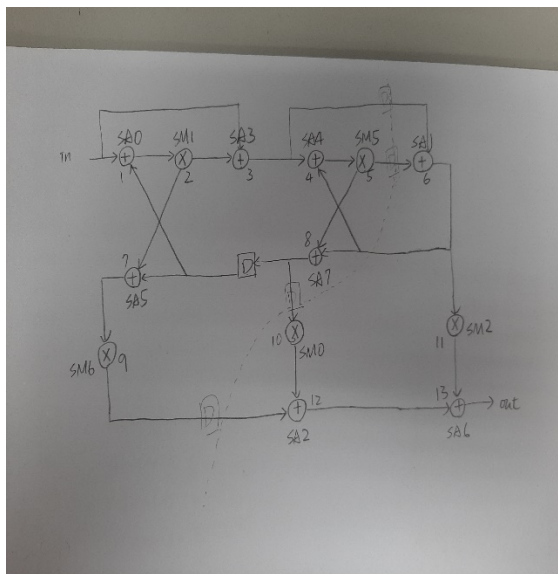 D
SA0 SM1 SA3 SA4 SM5 SA1
In + × + + × + D
1 2 3 4 5 6
8
7 + D + SA7
SA5 D
10 × SM0 11 × SM2
SM6 × 9
D + 12 13 + out
SA2 SA6